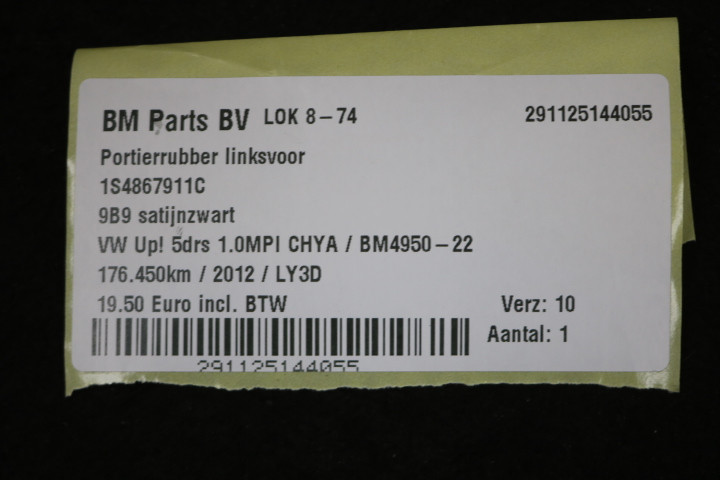 BM Parts BV LOK 8-74 291125144055
Portierrubber linksvoor
1S4867911C
9B9 satijnzwart
VW Up! 5drs 1.0MPI CHYA / BM4950-22
176.450km / 2012 / LY3D
19.50 Euro incl. BTW Verz: 10
Aantal: 1
291125144055